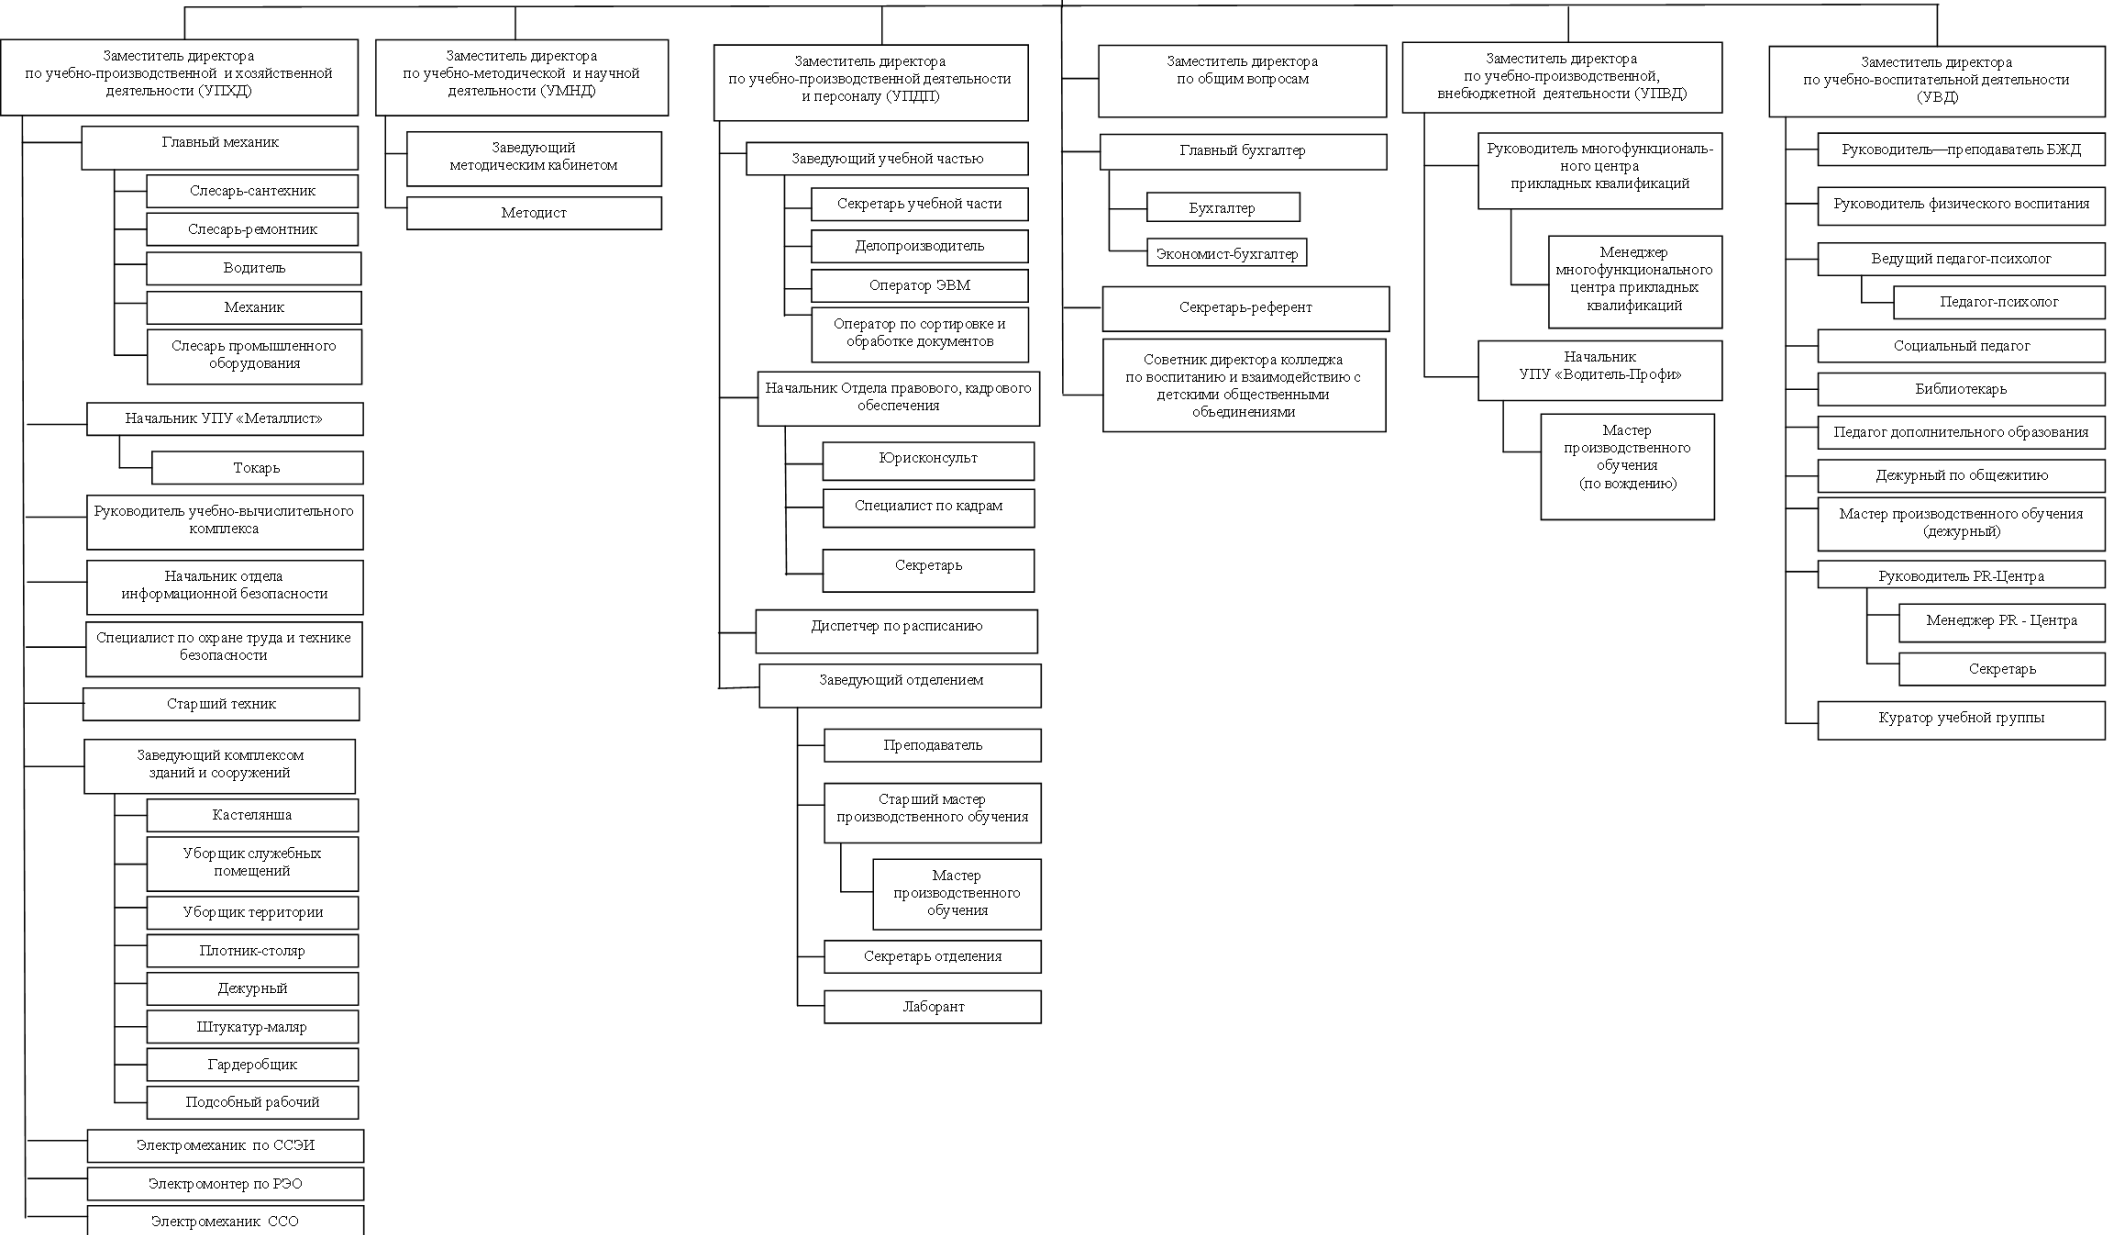 Заместитель директора
по учебно-производственной и хозяйственной
деятельности (УПХД)
Главный механик
Слесарь-сантехник
Слесарь-ремонтник
Водитель
Механик
Слесарь промышленного
оборудования
Начальник УПУ «Металлист»
Токарь
Руководитель учебно-вычислительного
комплекса
Начальник отдела
информационной безопасности
Специалист по охране труда и технике
безопасности
Старший техник
Заведующий комплексом
зданий и сооружений
Кастелянша
Уборщик служебных
помещений
Уборщик территории
Плотник-столяр
Дежурный
Штукатур-маляр
Гардеробщик
Подсобный рабочий
Электромеханик по ССЭИ
Электромонтер по РЭО
Электромеханик ССО
Заместитель директора
по учебно-методической и научной
деятельности (УМНД)
Заведующий
методическим кабинетом
Методист
Заместитель директора
по учебно-производственной деятельности
и персоналу (УПДП)
Заведующий учебной частью
Секретарь учебной части
Делопроизводитель
Оператор ЭВМ
Оператор по сортировке и
обработке документов
Начальник Отдела правового, кадрового
обеспечения
Юрисконсульт
Специалист по кадрам
Секретарь
Диспетчер по расписанию
Заведующий отделением
Преподаватель
Старший мастер
производственного обучения
Мастер
производственного
обучения
Секретарь отделения
Лаборант
Заместитель директора
по общим вопросам
Главный бухгалтер
Бухгалтер
Экономист-бухгалтер
Секретарь-референт
Советник директора колледжа
по воспитанию и взаимодействию с
детскими общественными
объединениями
Заместитель директора
по учебно-производственной,
внебюджетной деятельности (УПВД)
Руководитель многофункциональ-
ного центра
прикладных квалификаций
Менеджер
многофункционального
центра прикладных
квалификаций
Начальник
УПУ «Водитель-Профи»
Мастер
производственного
обучения
(по вождению)
Заместитель директора
по учебно-воспитательной деятельности
(УВД)
Руководитель—преподаватель БЖД
Руководитель физического воспитания
Ведущий педагог-психолог
Педагог-психолог
Социальный педагог
Библиотекарь
Педагог дополнительного образования
Дежурный по общежитию
Мастер производственного обучения
(дежурный)
Руководитель PR-Центра
Менеджер PR - Центра
Секретарь
Куратор учебной группы